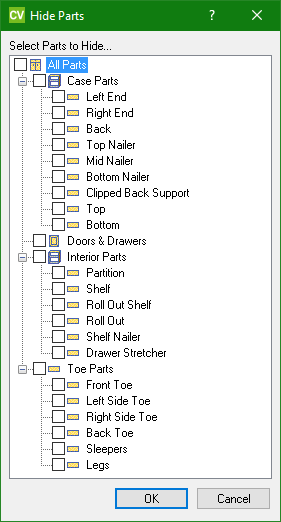 CV Hide Parts ?
Select Parts to Hide...
All Parts
Case Parts
Left End
Right End
Back
Top Nailer
Mid Nailer
Bottom Nailer
Clipped Back Support
Top
Bottom
Doors & Drawers
Interior Parts
Partition
Shelf
Roll Out Shelf
Roll Out
Shelf Nailer
Drawer Stretcher
Toe Parts
Front Toe
Left Side Toe
Right Side Toe
Back Toe
Sleepers
Legs
OK Cancel